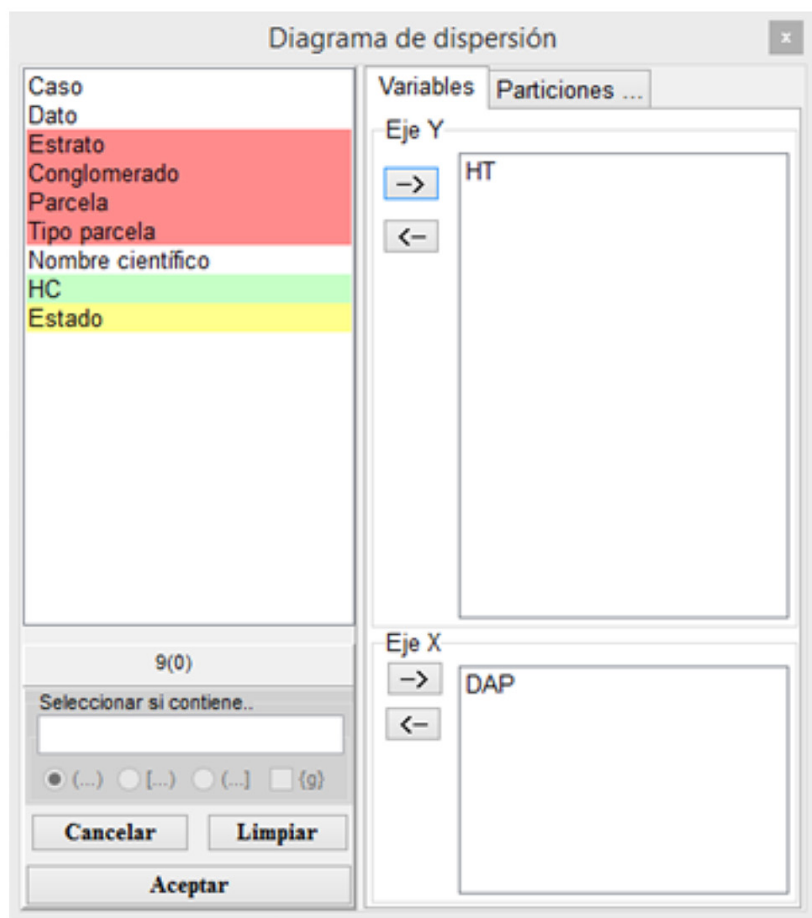 Diagrama de dispersión
x
Caso
Dato
Estrato
Conglomerado
Parcela
Tipo parcela
Nombre científico
HC
Estado
9(0)
Seleccionar si contiene..
(...) [...) (...] {g}
Cancelar Limpiar
Aceptar
Variables Particiones ...
Eje Y
-->
HT
<--
Eje X
-->
DAP
<--